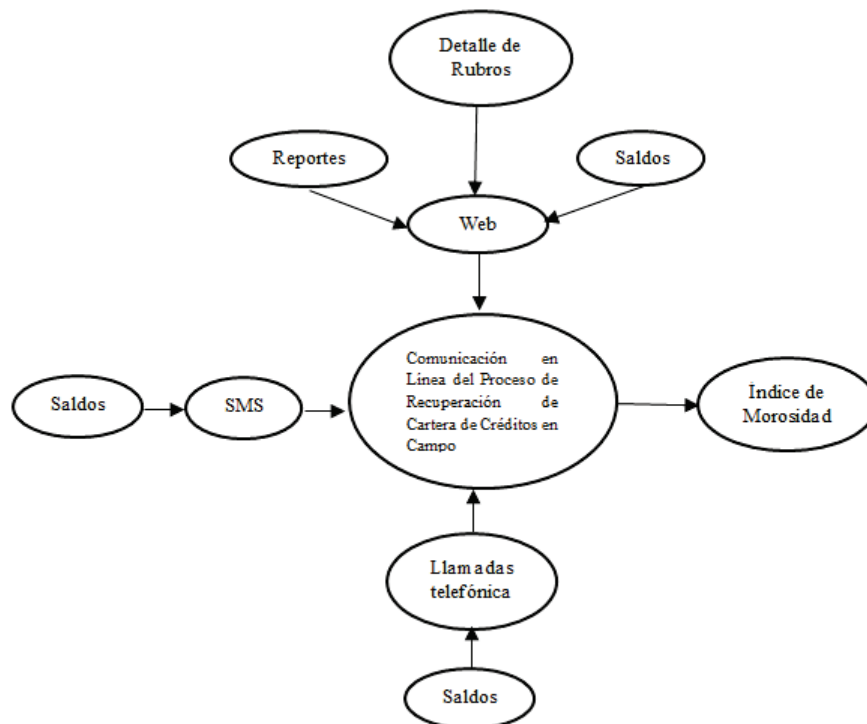 Detalle de
Rubros
Reportes
Saldos
Web
Comunicación en
Línea del Proceso de
Recuperación de
Cartera de Créditos en
Campo
Saldos
SMS
Índice de
Morosidad
Llamadas
telefónica
Saldos